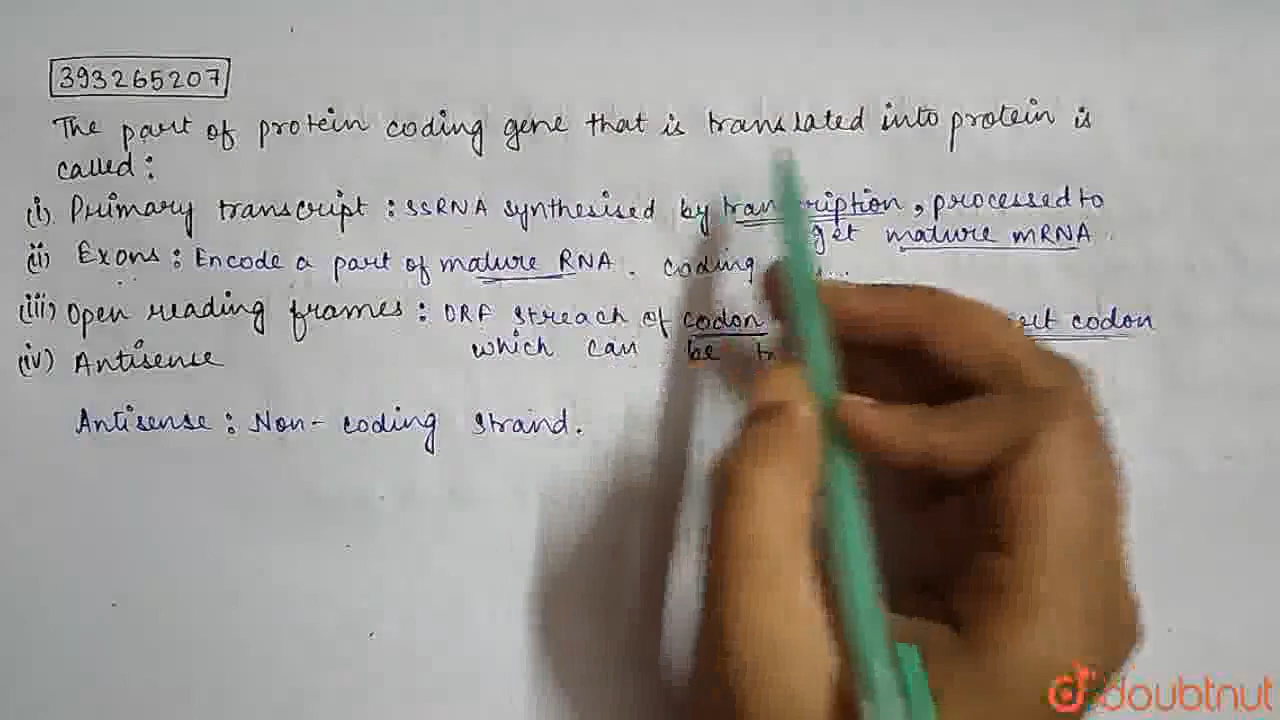 393265207
The part of protein coding gene that is translated into protein is
called:
(i) Primary transcript : SSRNA synthesised by transcription, processed to
get mature mRNA.
(ii) Exons : Encode a part of mature RNA. coding
(iii) Open reading frames : ORF streach of codon codon
(iv) Antisense which can be
Antisense : Non-coding strand.
doubtnut